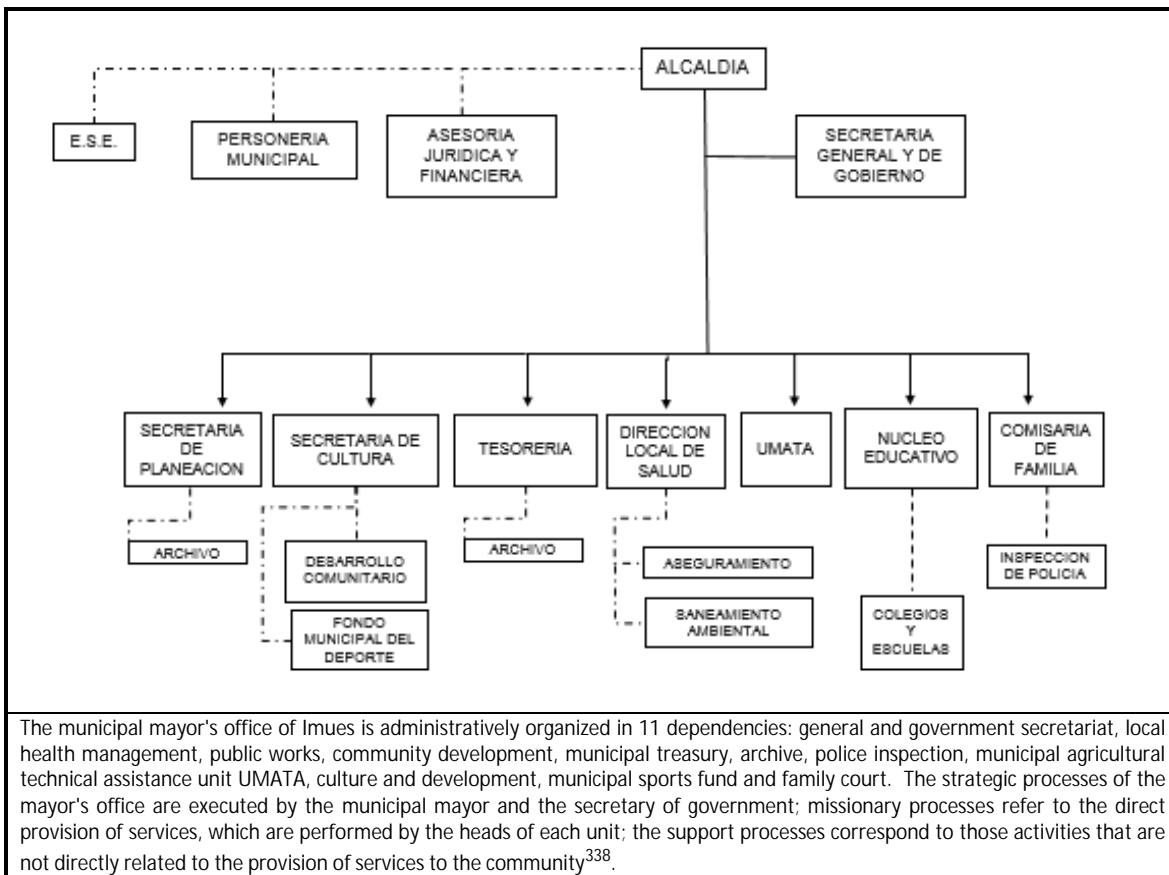 ALCALDIA
E.S.E.
PERSONERIA
MUNICIPAL
ASESORIA
JURIDICA Y
FINANCIERA
SECRETARIA
GENERAL Y DE
GOBIERNO
SECRETARIA
DE
PLANEACION
SECRETARIA DE
CULTURA
TESORERIA
DIRECCION
LOCAL DE
SALUD
UMATA
NUCLEO
EDUCATIVO
COMISARIA
DE
FAMILIA
ARCHIVO
DESARROLLO
COMUNITARIO
FONDO
MUNICIPAL DEL
DEPORTE
ARCHIVO
ASEGURAMIENTO
SANEAMIENTO
AMBIENTAL
COLEGIOS
Y
ESCUELAS
INSPECCION
DE POLICIA
The municipal mayor's office of Imues is administratively organized in 11 dependencies: general and government secretariat, local
health management, public works, community development, municipal treasury, archive, police inspection, municipal agricultural
technical assistance unit UMATA, culture and development, municipal sports fund and family court. The strategic processes of the
mayor's office are executed by the municipal mayor and the secretary of government; missionary processes refer to the direct
provision of services, which are performed by the heads of each unit; the support processes correspond to those activities that are
not directly related to the provision of services to the community338.